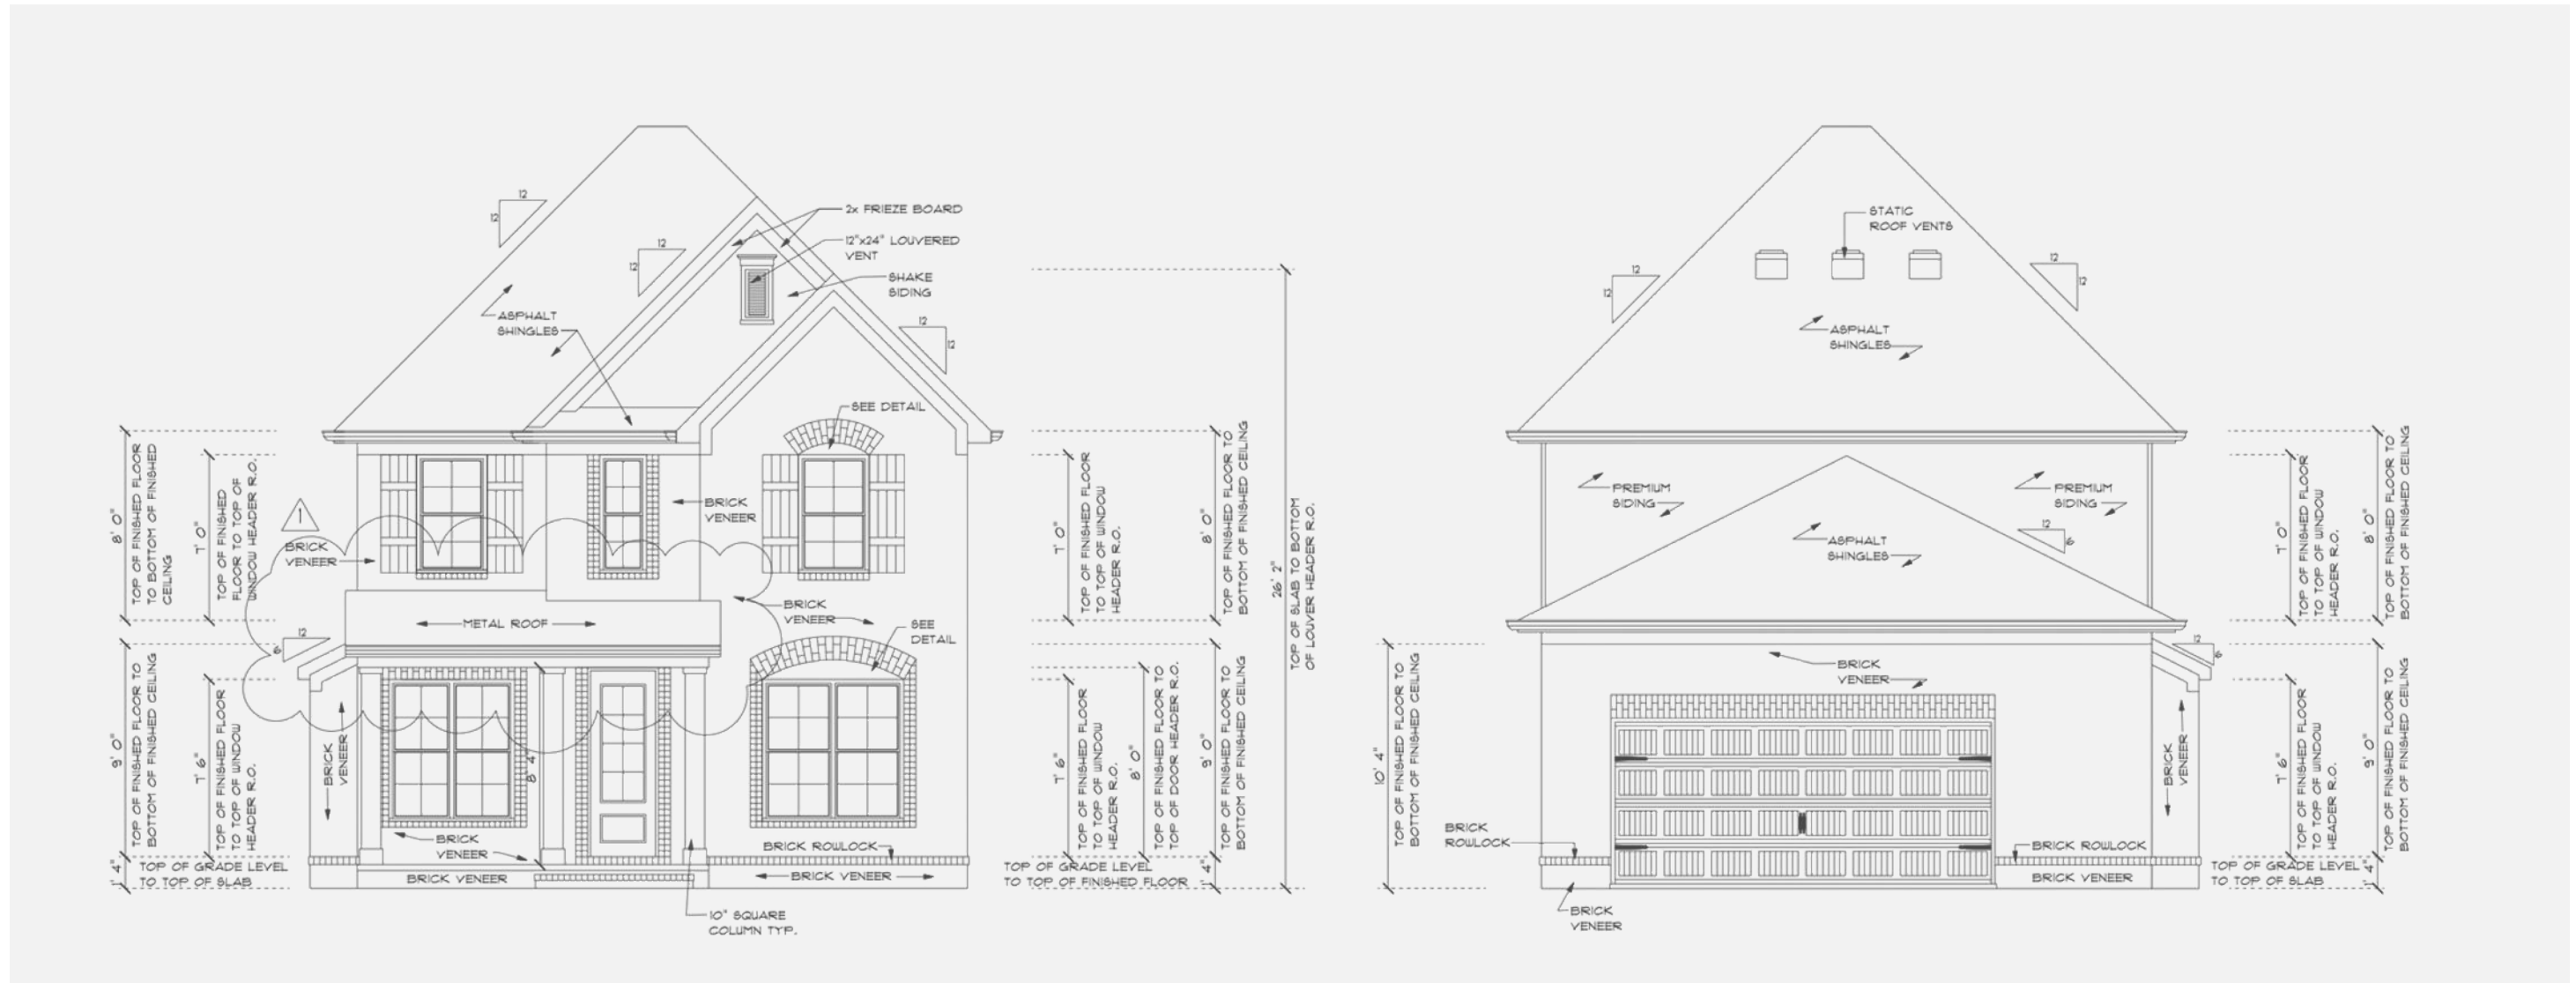 12
12
2x FRIEZE BOARD
12
12
12"x24" LOUVERED
VENT
SHAKE
SIDING
ASPHALT
SHINGLES
12
12
SEE DETAIL
8' 0"
TOP OF FINISHED FLOOR
TO BOTTOM OF FINISHED
CEILING
7' 0"
TOP OF FINISHED
FLOOR TO TOP OF
WINDOW HEADER R.O.
1
BRICK
VENEER
BRICK
VENEER
BRICK
VENEER
METAL ROOF
SEE
DETAIL
12
6
9' 0"
TOP OF FINISHED FLOOR TO
BOTTOM OF FINISHED CEILING
7' 6"
TOP OF FINISHED FLOOR
TO TOP OF WINDOW
HEADER R.O.
BRICK
VENEER
8' 4"
BRICK
VENEER
BRICK ROWLOCK
1' 4"
TOP OF GRADE LEVEL
TO TOP OF SLAB
BRICK VENEER
BRICK VENEER
10" SQUARE
COLUMN TYP.
7' 0"
TOP OF FINISHED FLOOR
TO TOP OF WINDOW
HEADER R.O.
8' 0"
TOP OF FINISHED FLOOR TO
BOTTOM OF FINISHED CEILING
26' 2"
TOP OF SLAB TO BOTTOM
OF LOUVER HEADER R.O.
7' 6"
TOP OF FINISHED FLOOR
TO TOP OF WINDOW
HEADER R.O.
8' 0"
TOP OF FINISHED FLOOR TO
TOP OF DOOR HEADER R.O.
9' 0"
TOP OF FINISHED FLOOR TO
BOTTOM OF FINISHED CEILING
TOP OF GRADE LEVEL
TO TOP OF FINISHED FLOOR
1' 4"
STATIC
ROOF VENTS
12
12
12
12
ASPHALT
SHINGLES
PREMIUM
SIDING
PREMIUM
SIDING
12
6
ASPHALT
SHINGLES
7' 0"
TOP OF FINISHED FLOOR
TO TOP OF WINDOW
HEADER R.O.
8' 0"
TOP OF FINISHED FLOOR TO
BOTTOM OF FINISHED CEILING
10' 4"
TOP OF FINISHED FLOOR TO
BOTTOM OF FINISHED CEILING
BRICK
VENEER
12
6
BRICK
VENEER
7' 6"
TOP OF FINISHED FLOOR
TO TOP OF WINDOW
HEADER R.O.
9' 0"
TOP OF FINISHED FLOOR TO
BOTTOM OF FINISHED CEILING
BRICK
ROWLOCK
BRICK ROWLOCK
BRICK VENEER
TOP OF GRADE LEVEL
TO TOP OF SLAB
1' 4"
BRICK
VENEER